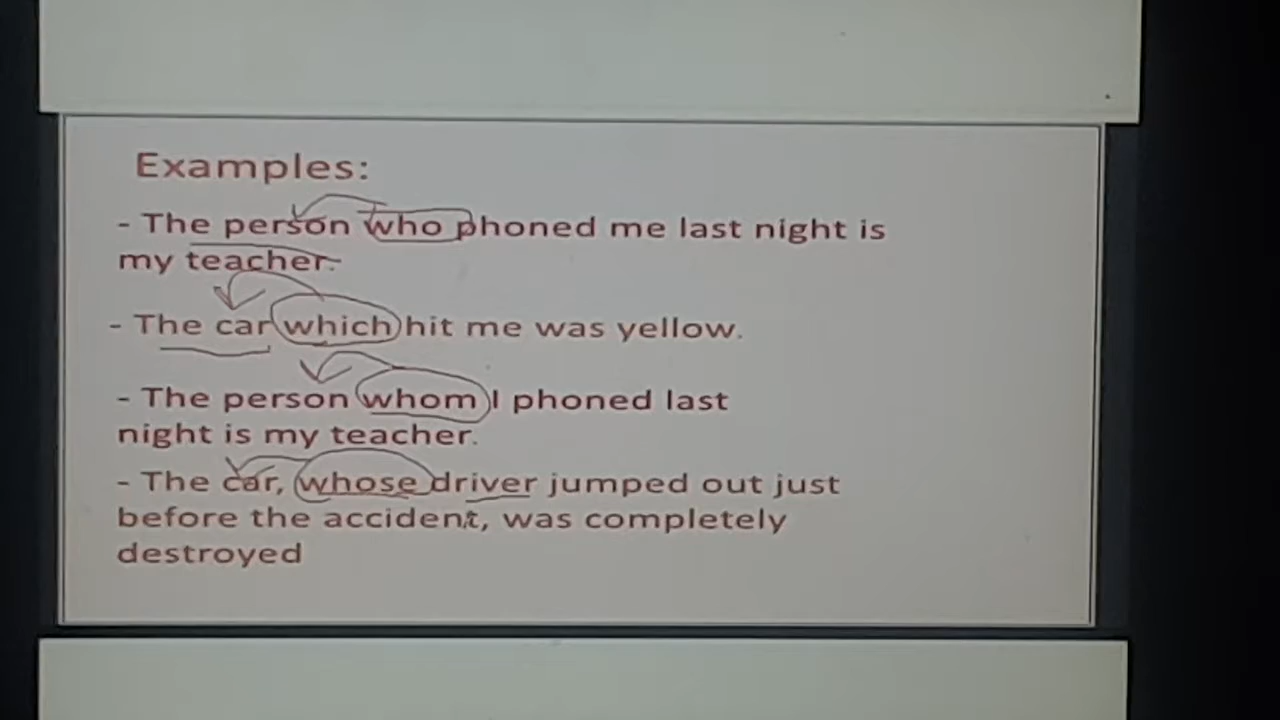 Examples:
- The person who phoned me last night is
my teacher.
- The car which hit me was yellow.
- The person whom I phoned last
night is my teacher.
- The car, whose driver jumped out just
before the accident, was completely
destroyed